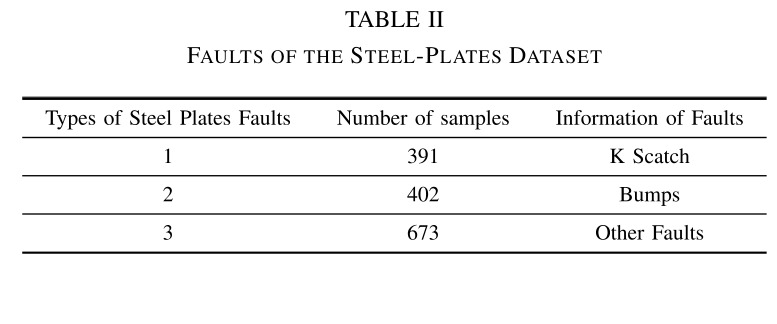 TABLE II
FAULTS OF THE STEEL-PLATES DATASET
Types of Steel Plates Faults Number of samples Information of Faults
1 391 K Scatch
2 402 Bumps
3 673 Other Faults